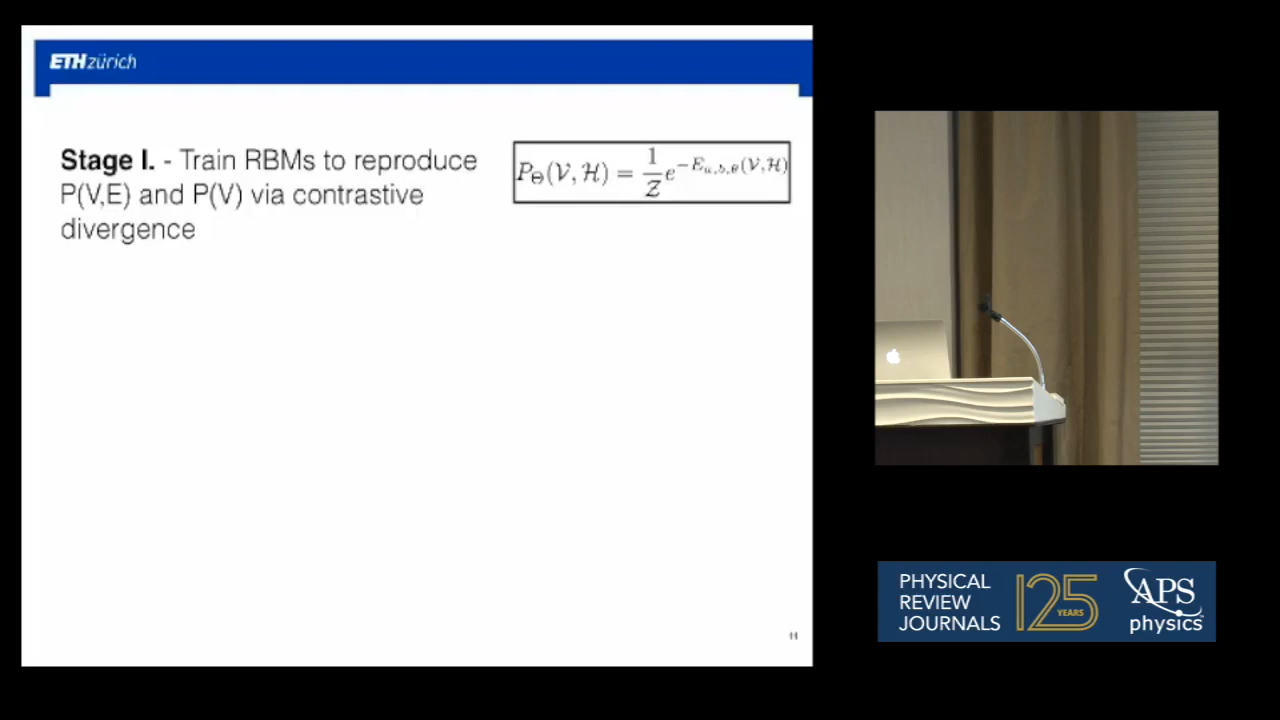 ETH zürich
Stage I. - Train RBMs to reproduce
P(V,E) and P(V) via contrastive
divergence
P_Θ(𝒱, ℋ) = 1/𝒵 e^{-E_{a,b,θ}(𝒱,ℋ)}
11
PHYSICAL
REVIEW
JOURNALS
125
YEARS
APS
physics